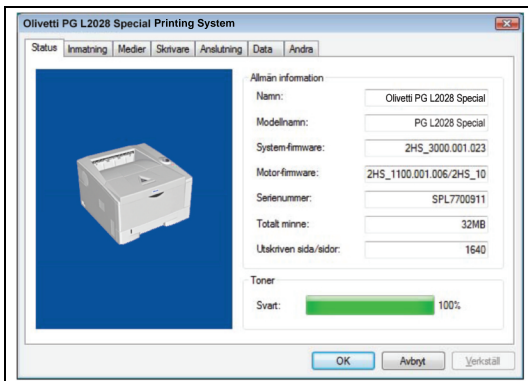 Olivetti PG L2028 Special Printing System
Status Inmatning Medier Skrivare Anslutning Data Andra
Allmän information
Namn: Olivetti PG L2028 Special
Modellnamn: PG L2028 Special
System-firmware: 2HS_3000.001.023
Motor-firmware: 2HS_1100.001.006/2HS_10
Serienummer: SPL7700911
Totalt minne: 32MB
Utskriven sida/sidor: 1640
Toner
Svart: 100%
OK Avbryt Verkställ